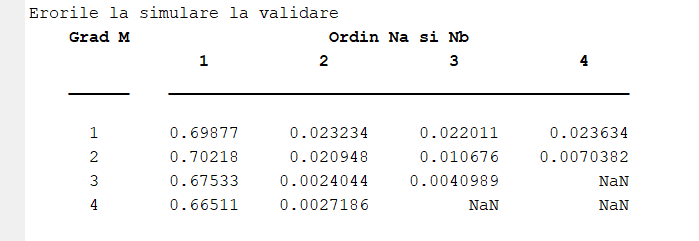 Erorile la simulare la validare
Grad M Ordin Na si Nb
1 2 3 4
1 0.69877 0.023234 0.022011 0.023634
2 0.70218 0.020948 0.010676 0.0070382
3 0.67533 0.0024044 0.0040989 NaN
4 0.66511 0.0027186 NaN NaN